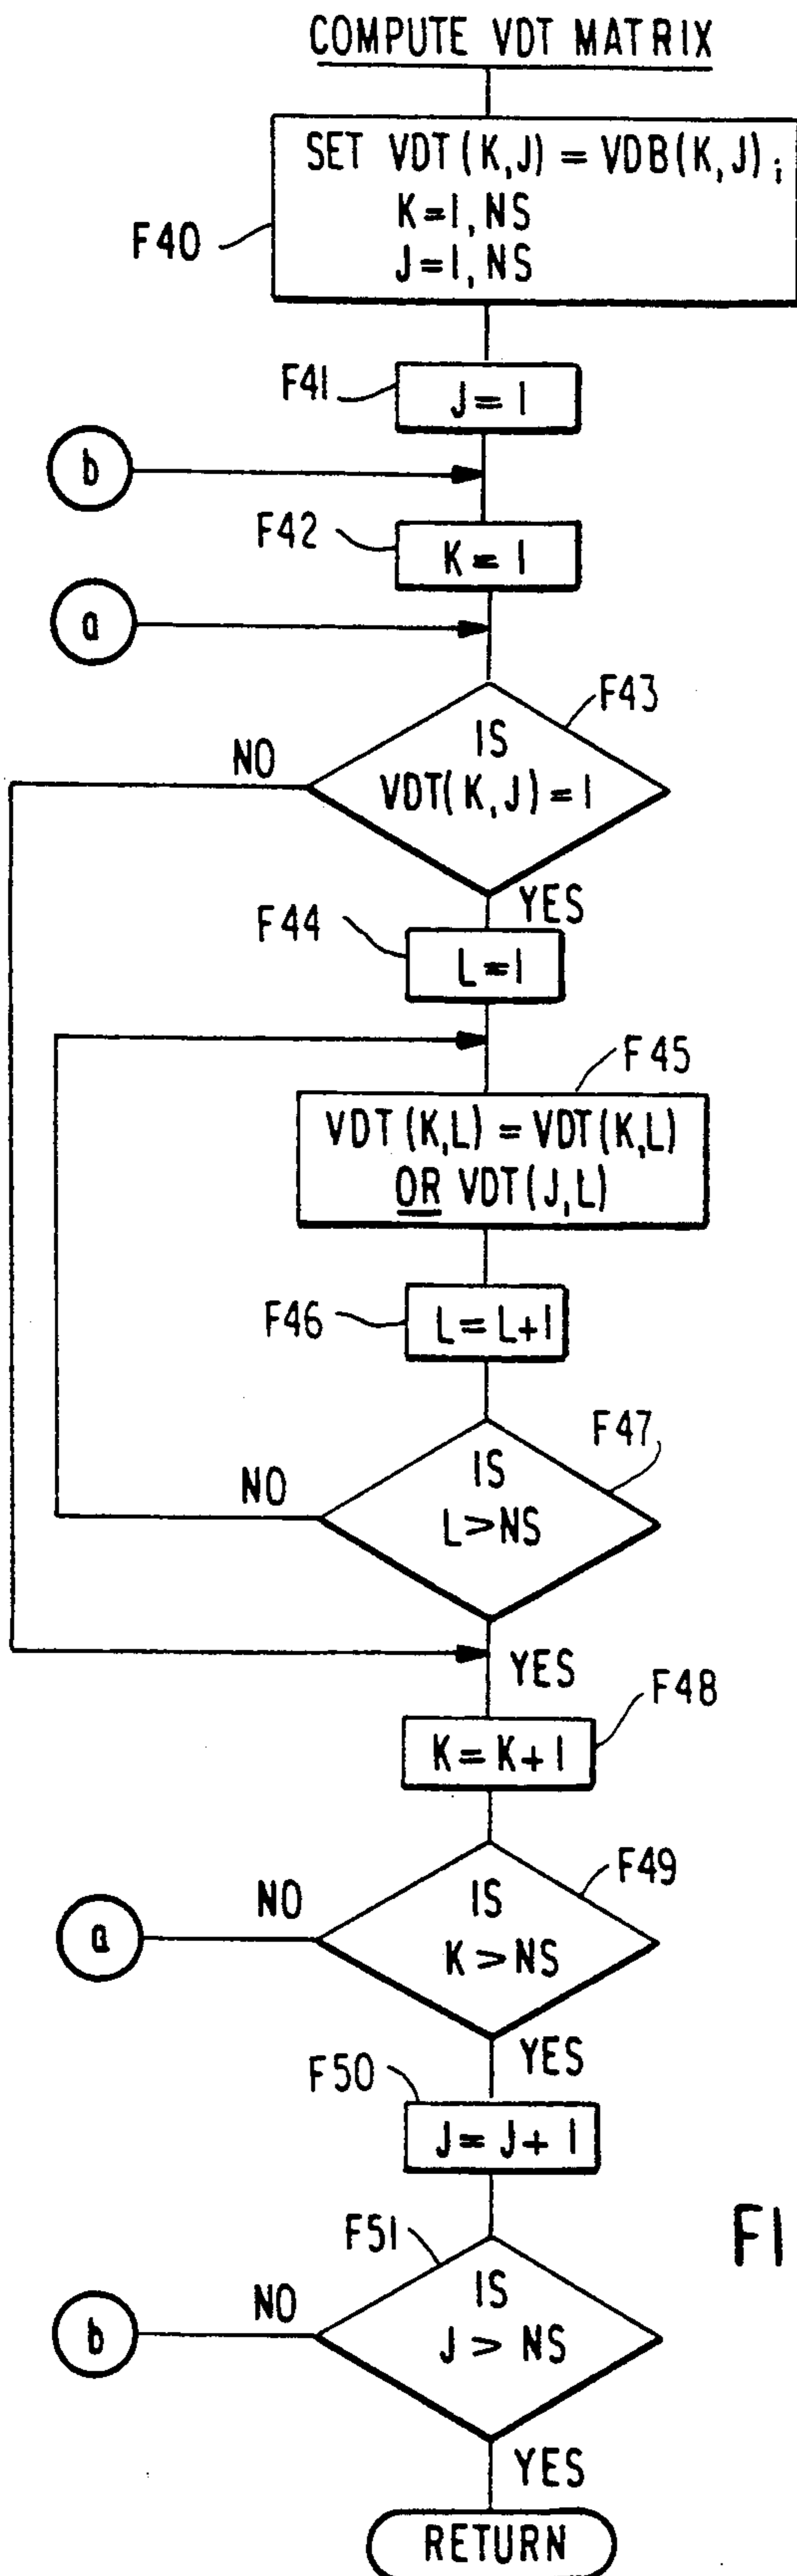 COMPUTE VDT MATRIX
SET VDT(K,J) = VDB(K,J);
K=1, NS
J=1, NS
F40
F41
J=1
b
F42
K=1
a
F43
IS
VDT(K,J)=1
NO
YES
F44
L=1
F45
VDT(K,L)=VDT(K,L)
OR VDT(J,L)
F46
L=L+1
F47
IS
L>NS
NO
YES
F48
K=K+1
F49
IS
K>NS
NO
a
YES
F50
J=J+1
F51
IS
J>NS
NO
b
YES
RETURN
FI